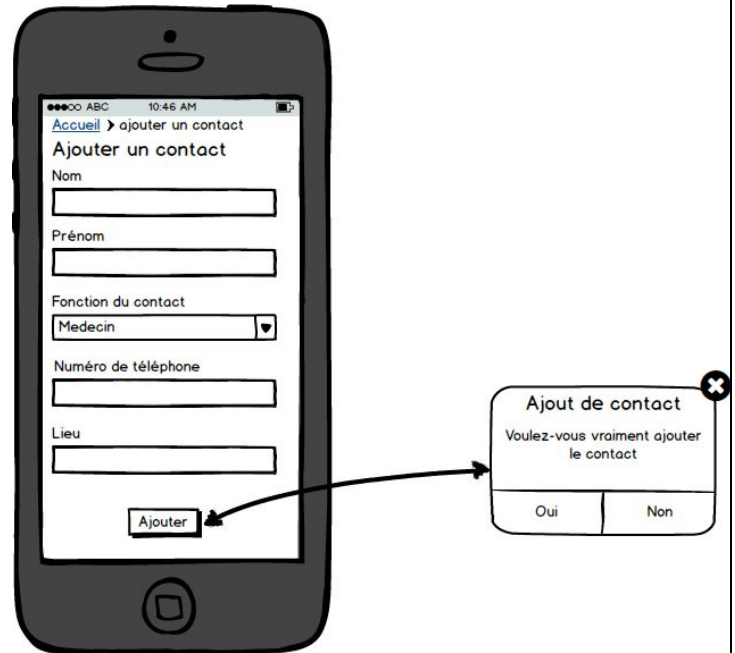 ABC 10:46 AM
Accueil > ajouter un contact
Ajouter un contact
Nom
Prénom
Fonction du contact
Medecin
Numéro de téléphone
Lieu
Ajouter
Ajout de contact
Voulez-vous vraiment ajouter
le contact
Oui Non